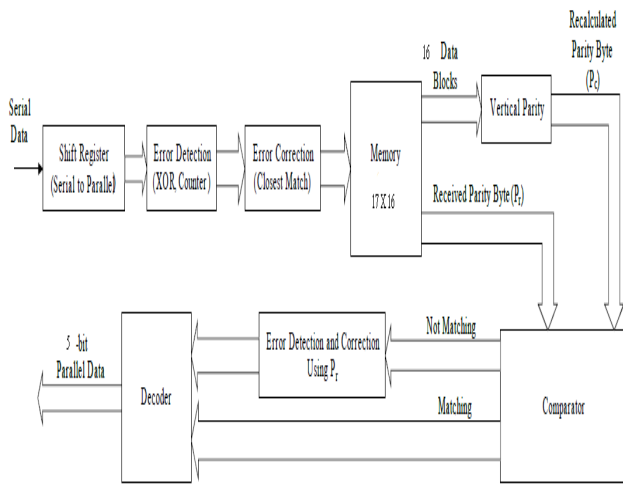 Recalculated
Parity Byte
(Pc)
16 Data
Blocks
Vertical Parity
Serial
Data
Shift Register
(Serial to Parallel)
Error Detection
(XOR, Counter)
Error Correction
(Closest Match)
Memory
17 X 16
Received Parity Byte (Pr)
Not Matching
Error Detection and Correction
Using Pr
5 -bit
Parallel Data
Decoder
Matching
Comparator